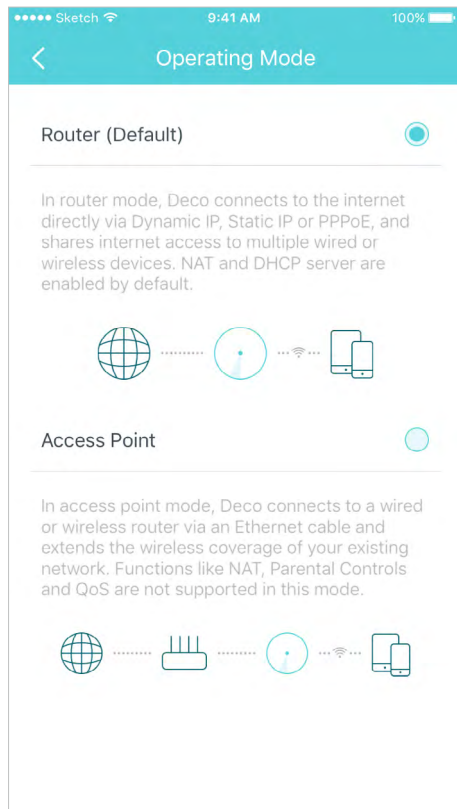 Sketch 9:41 AM 100%
Operating Mode
Router (Default)
In router mode, Deco connects to the internet
directly via Dynamic IP, Static IP or PPPoE, and
shares internet access to multiple wired or
wireless devices. NAT and DHCP server are
enabled by default.
Access Point
In access point mode, Deco connects to a wired
or wireless router via an Ethernet cable and
extends the wireless coverage of your existing
network. Functions like NAT, Parental Controls
and QoS are not supported in this mode.